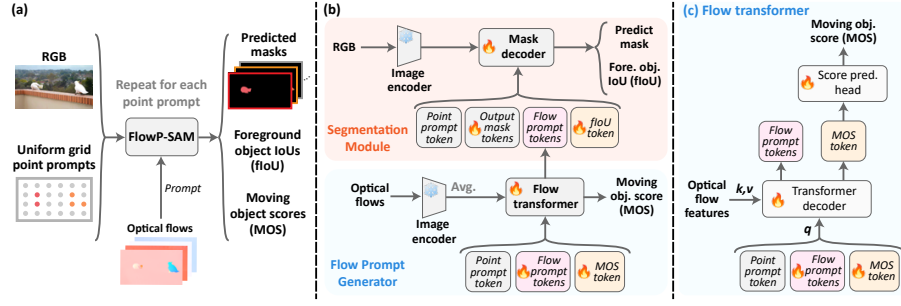 (a)
RGB
Uniform grid
point prompts
Repeat for each
point prompt
FlowP-SAM
Prompt
Optical flows
Predicted
masks
Foreground
object IoUs
(fIoU)
Moving
object scores
(MOS)
(b)
RGB
Image
encoder
Mask
decoder
Predict
mask
Fore. obj.
IoU (fIoU)
Segmentation
Module
Point
prompt
token
Output
mask
tokens
Flow
prompt
tokens
fIoU
token
Optical
flows
Avg.
Image
encoder
Flow
transformer
Moving
obj. score
(MOS)
Flow Prompt
Generator
Point
prompt
token
Flow
prompt
tokens
MOS
token
(c) Flow transformer
Moving obj.
score (MOS)
Score pred.
head
Flow
prompt
tokens
MOS
token
Optical
flow
features
k,v
Transformer
decoder
q
Point
prompt
token
Flow
prompt
tokens
MOS
token